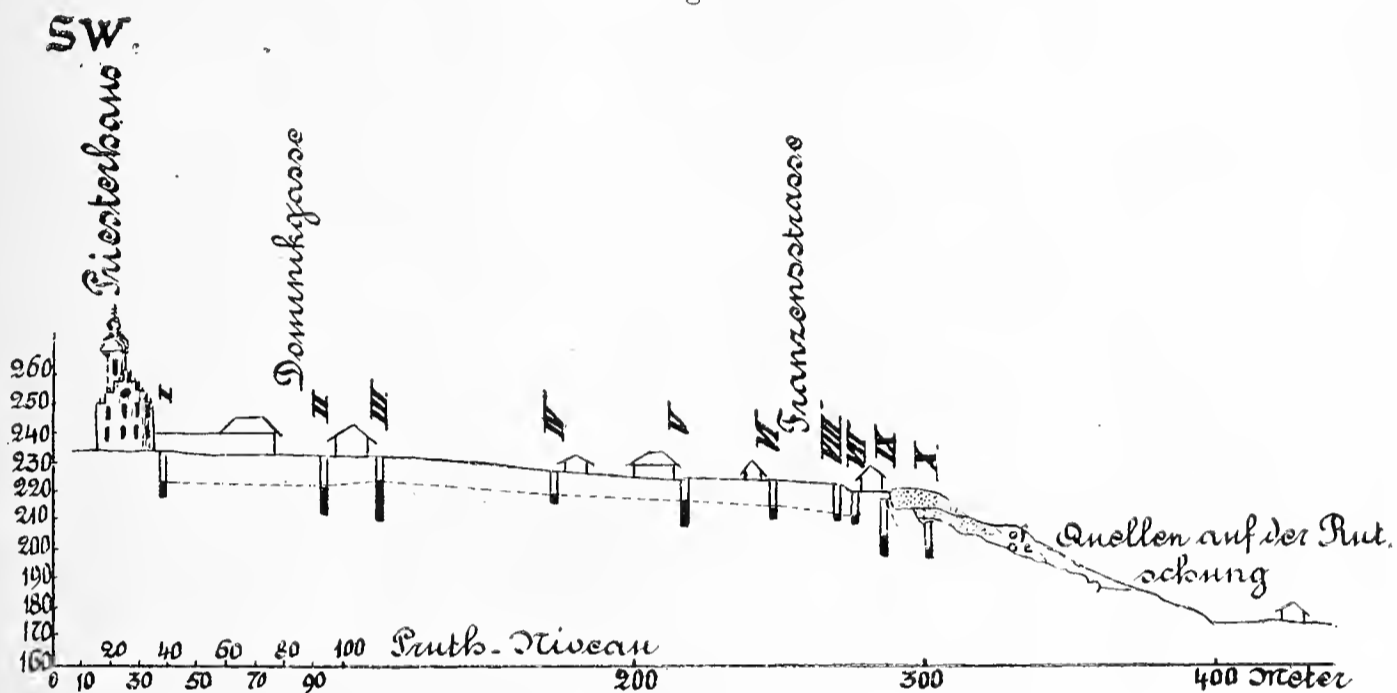 SW
Priesterhaus
Dominikgasse
Franzensstrasse
I
II
III
IV
V
VI
VIII
VII
IX
X
260
250
240
230
220
210
200
190
180
170
160
Quellen auf der Rut-
schung
20 40 60 80 100 Pruth-Niveau
0 10 30 50 70 90 200 300 400 Meter